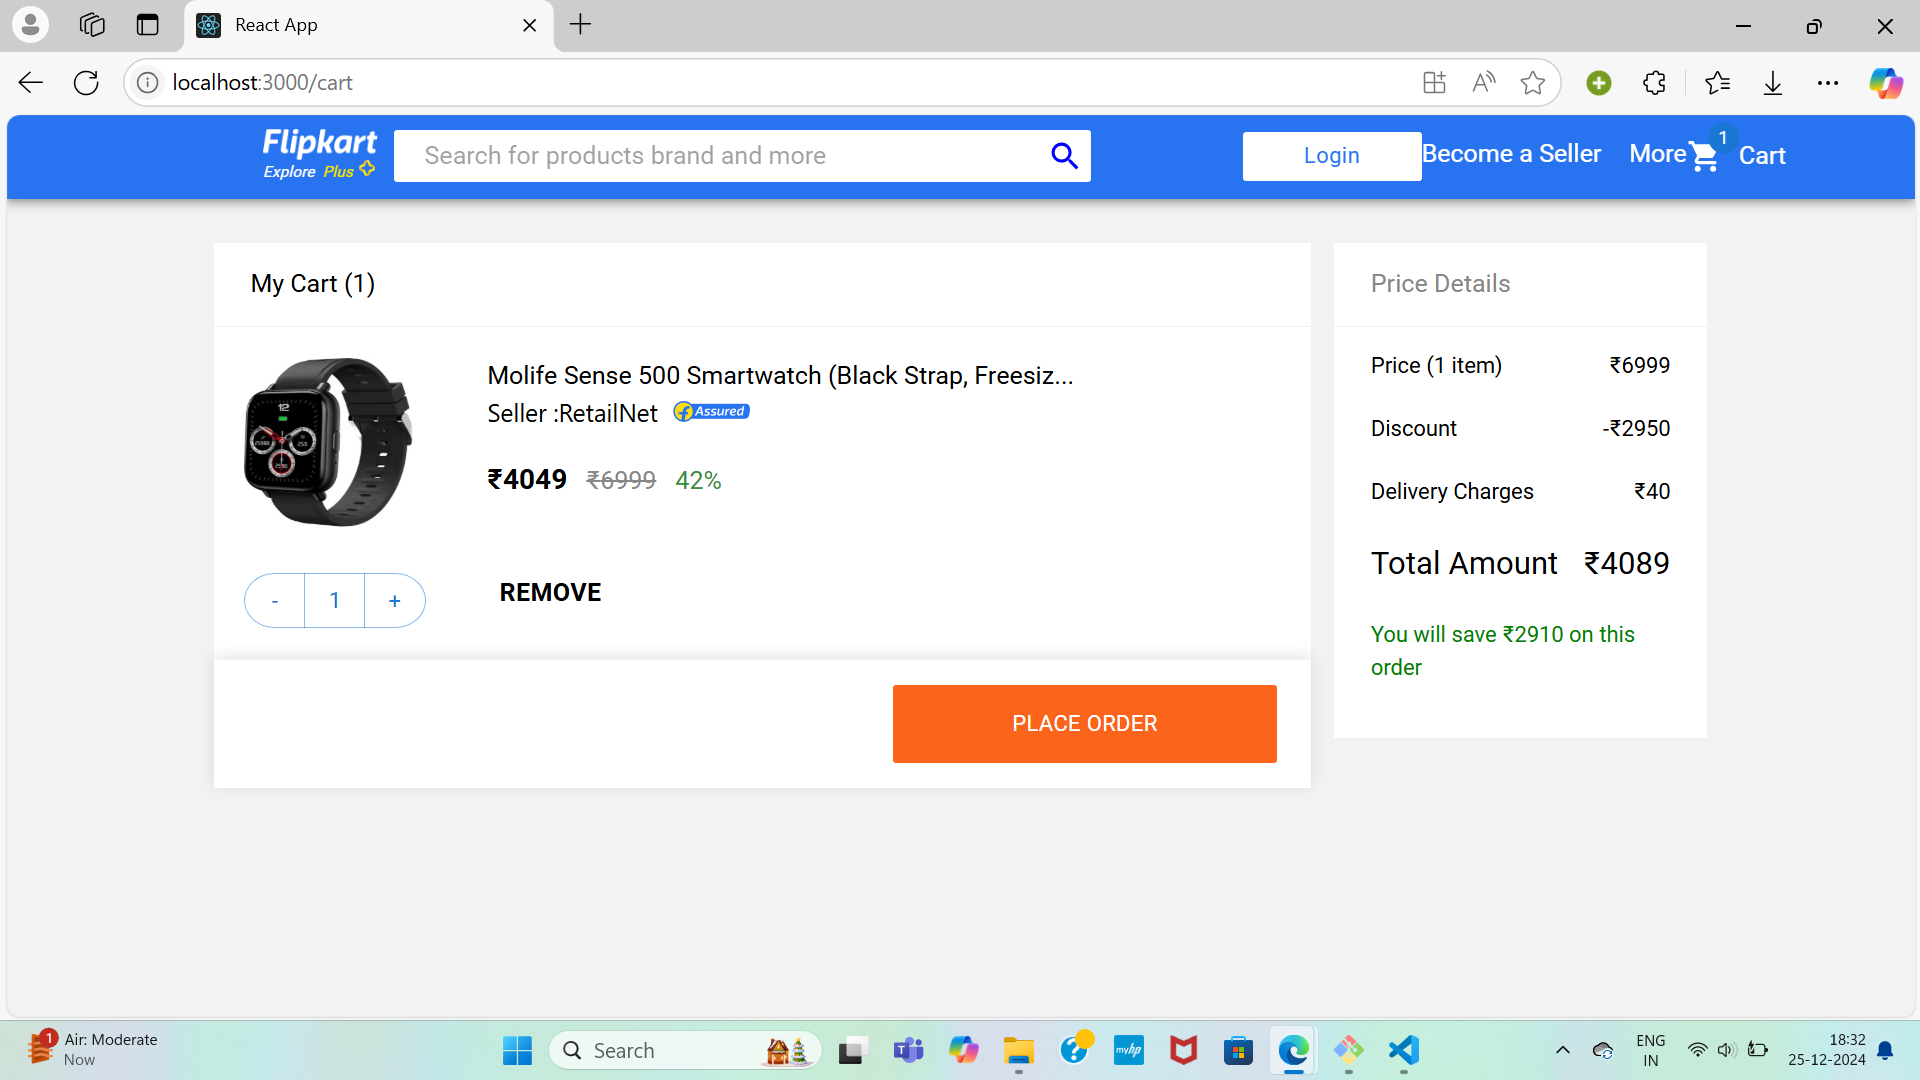 React App
localhost:3000/cart
Flipkart
Explore Plus
Search for products brand and more
Login
Become a Seller
More
1
Cart
My Cart (1)
Molife Sense 500 Smartwatch (Black Strap, Freesiz...
Seller :RetailNet
f Assured
₹4049 ₹6999 42%
12
- 1 +
REMOVE
PLACE ORDER
Price Details
Price (1 item) ₹6999
Discount -₹2950
Delivery Charges ₹40
Total Amount ₹4089
You will save ₹2910 on this
order
1
Air: Moderate
Now
Search
myhp
ENG
IN
18:32
25-12-2024